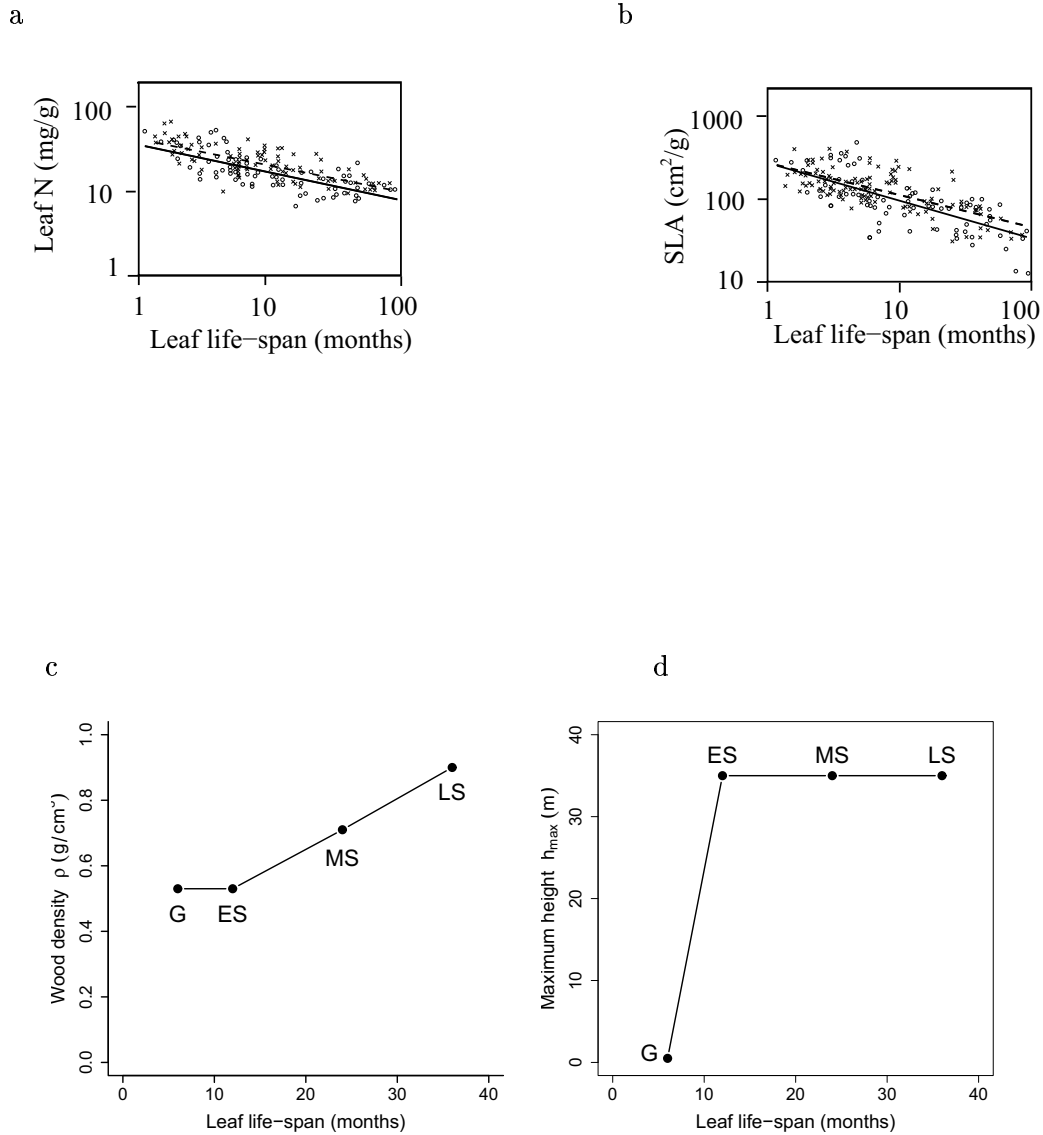 a
b
100
10
1
Leaf N (mg/g)
1 10 100
Leaf life−span (months)
1000
100
10
SLA (cm²/g)
1 10 100
Leaf life−span (months)
c
d
1.0
0.8
0.6
0.4
0.2
0.0
Wood density ρ (g/cm³)
G
ES
MS
LS
0 10 20 30 40
Leaf life−span (months)
40
30
20
10
0
Maximum height h_max (m)
ES
MS
LS
G
0 10 20 30 40
Leaf life−span (months)